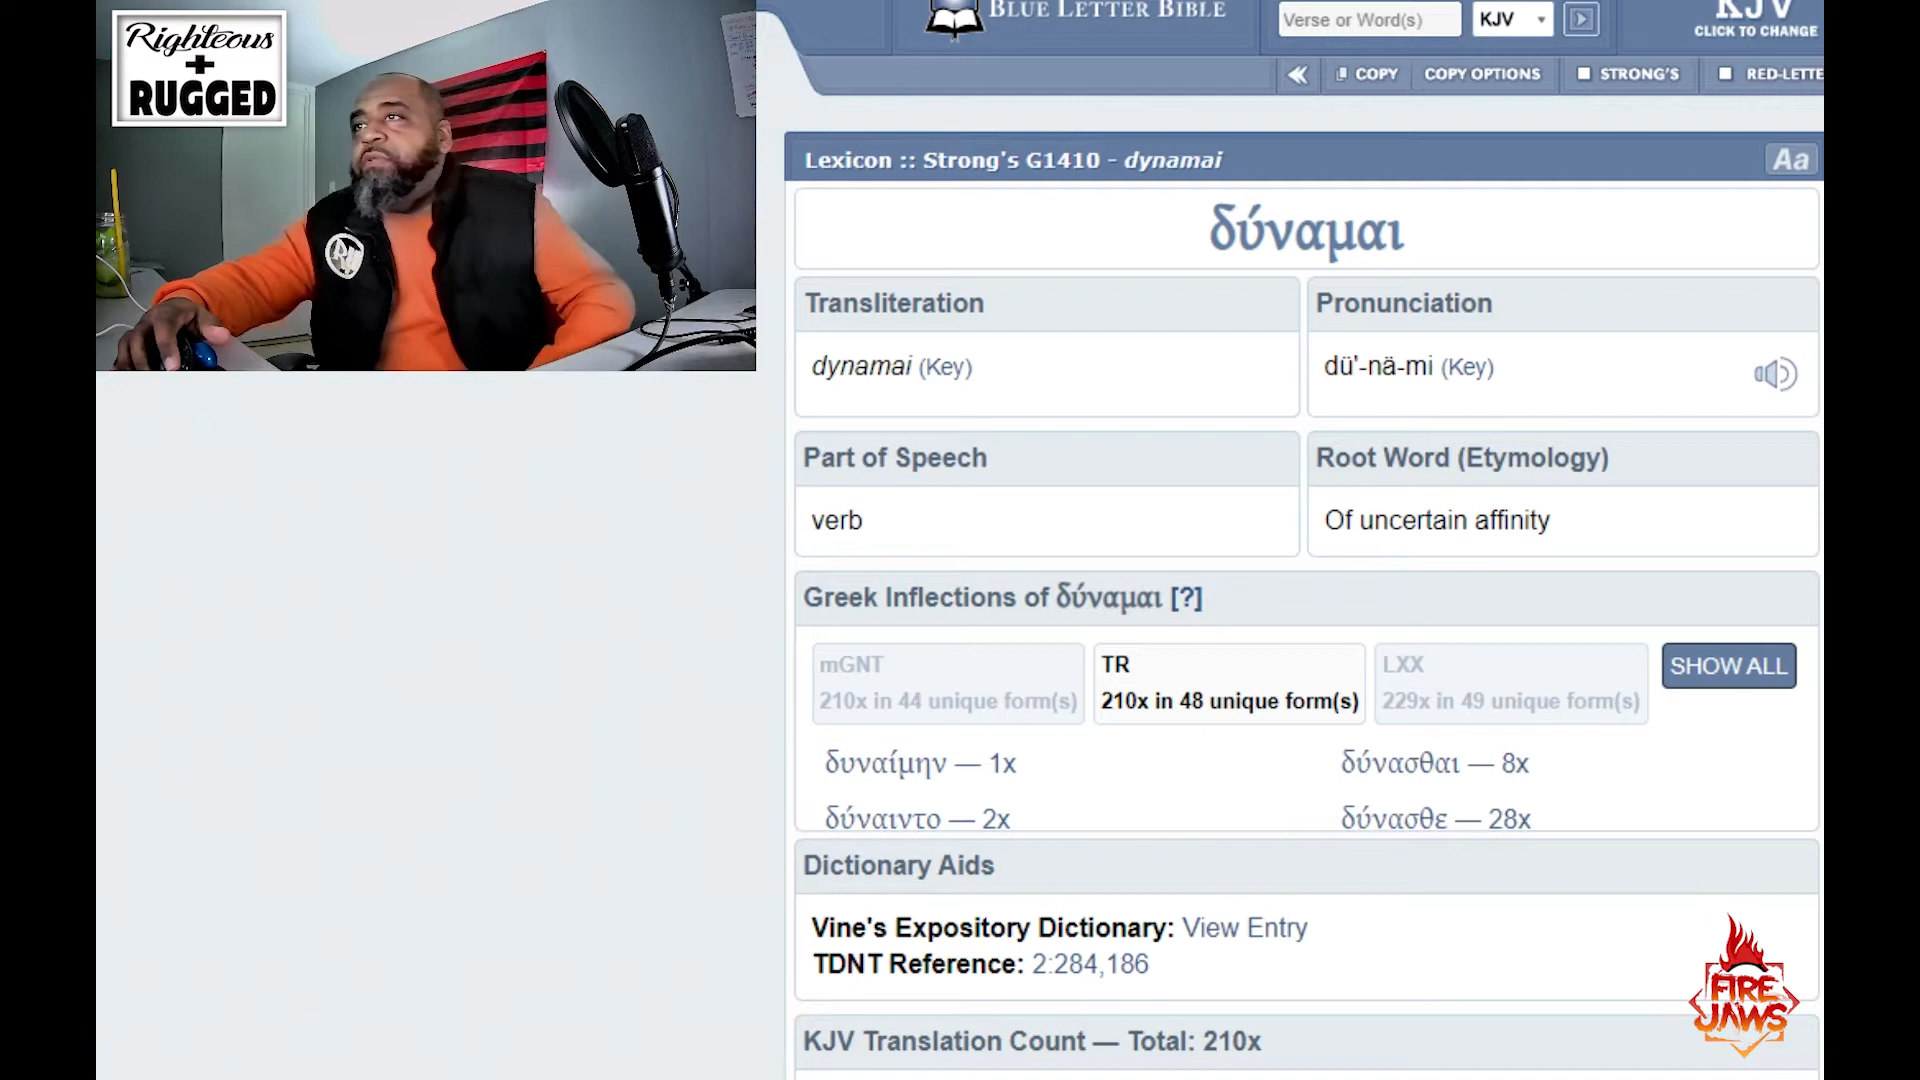 Righteous
+
RUGGED
BLUE LETTER BIBLE
Verse or Word(s)
KJV
KJV
CLICK TO CHANGE
COPY
COPY OPTIONS
STRONG'S
RED-LETTE
Lexicon :: Strong's G1410 - dynamai
Aa
δύναμαι
Transliteration
Pronunciation
dynamai (Key)
dü'-nä-mi (Key)
Part of Speech
Root Word (Etymology)
verb
Of uncertain affinity
Greek Inflections of δύναμαι [?]
mGNT
210x in 44 unique form(s)
TR
210x in 48 unique form(s)
LXX
229x in 49 unique form(s)
SHOW ALL
δυναίμην — 1x
δύνασθαι — 8x
δύναιντο — 2x
δύνασθε — 28x
Dictionary Aids
Vine's Expository Dictionary: View Entry
TDNT Reference: 2:284,186
KJV Translation Count — Total: 210x
FIRE
JAWS